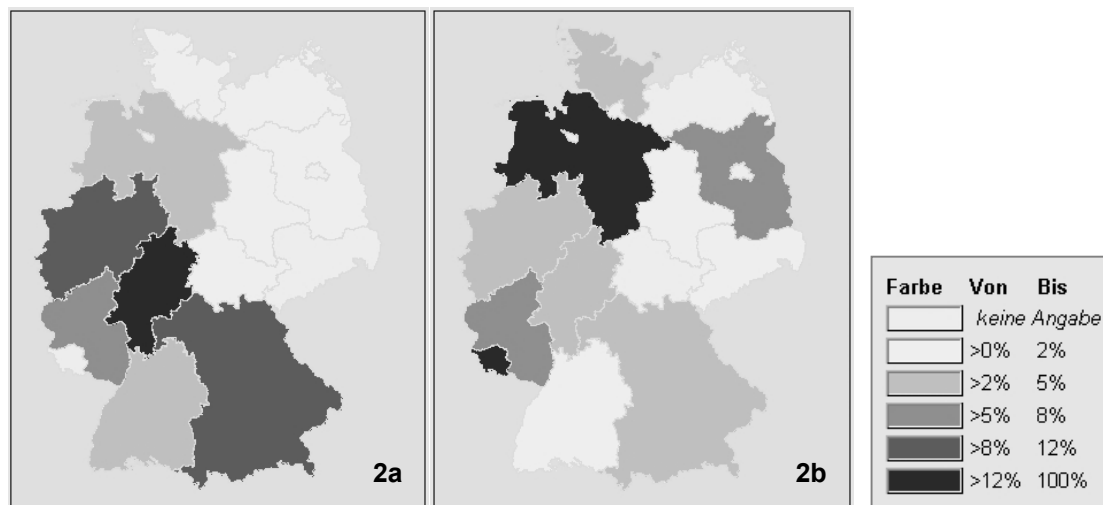 2a
2b
Farbe Von Bis
keine Angabe
>0% 2%
>2% 5%
>5% 8%
>8% 12%
>12% 100%